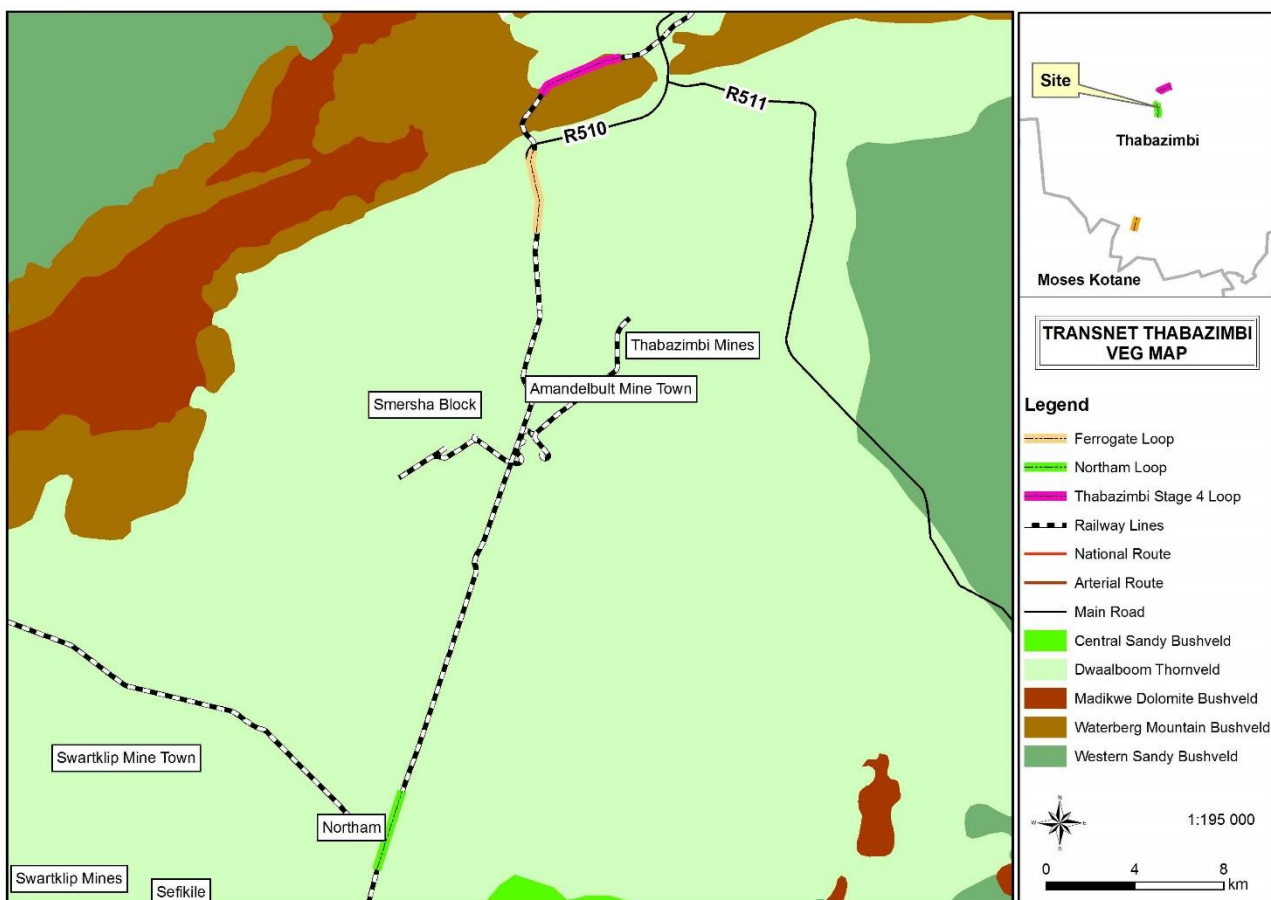 R511
R510
Thabazimbi Mines
Amandelbult Mine Town
Smersha Block
Swartklip Mine Town
Northam
Swartklip Mines
Sefikile
Site
Thabazimbi
Moses Kotane
TRANSNET THABAZIMBI
VEG MAP
Legend
Ferrogate Loop
Northam Loop
Thabazimbi Stage 4 Loop
Railway Lines
National Route
Arterial Route
Main Road
Central Sandy Bushveld
Dwaalboom Thornveld
Madikwe Dolomite Bushveld
Waterberg Mountain Bushveld
Western Sandy Bushveld
N
W E
S
1:195 000
0 4 8
km